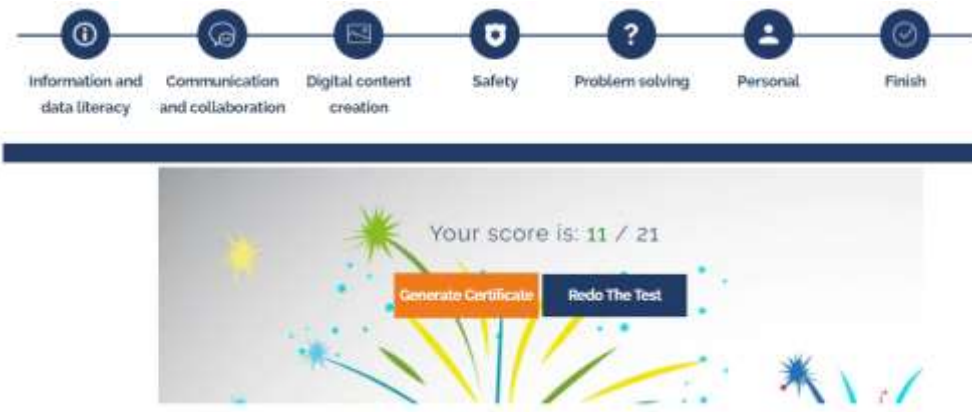 Information and data literacy
Communication and collaboration
Digital content creation
Safety
Problem solving
Personal
Finish
Your score is: 11 / 21
Generate Certificate
Redo The Test